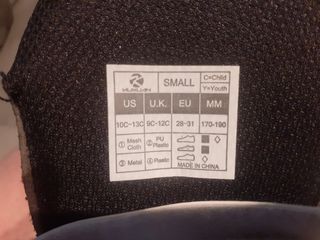 SMALL
C=Child
Y=Youth
US U.K. EU MM
10C-13C 9C-12C 28-31 170-190
① Mesh Cloth ② PU Plastic
③ Metal ④ Plastic
MADE IN CHINA